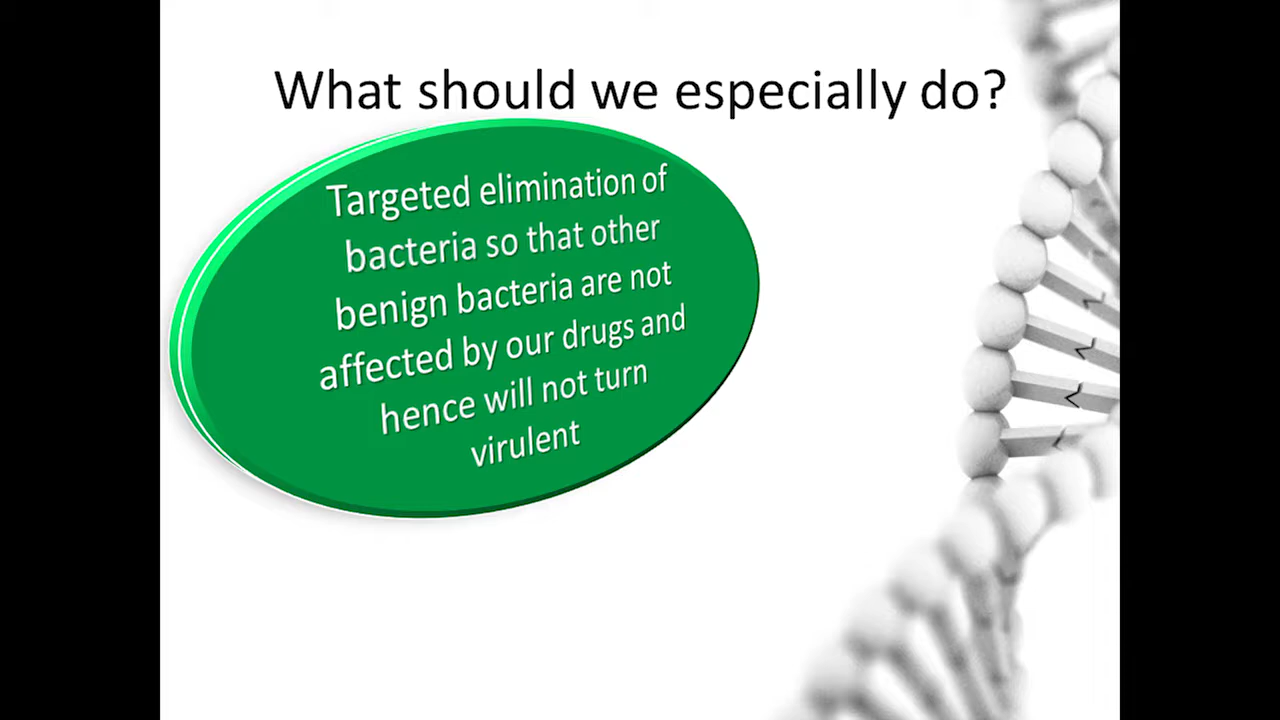 What should we especially do?
Targeted elimination of
bacteria so that other
benign bacteria are not
affected by our drugs and
hence will not turn
virulent